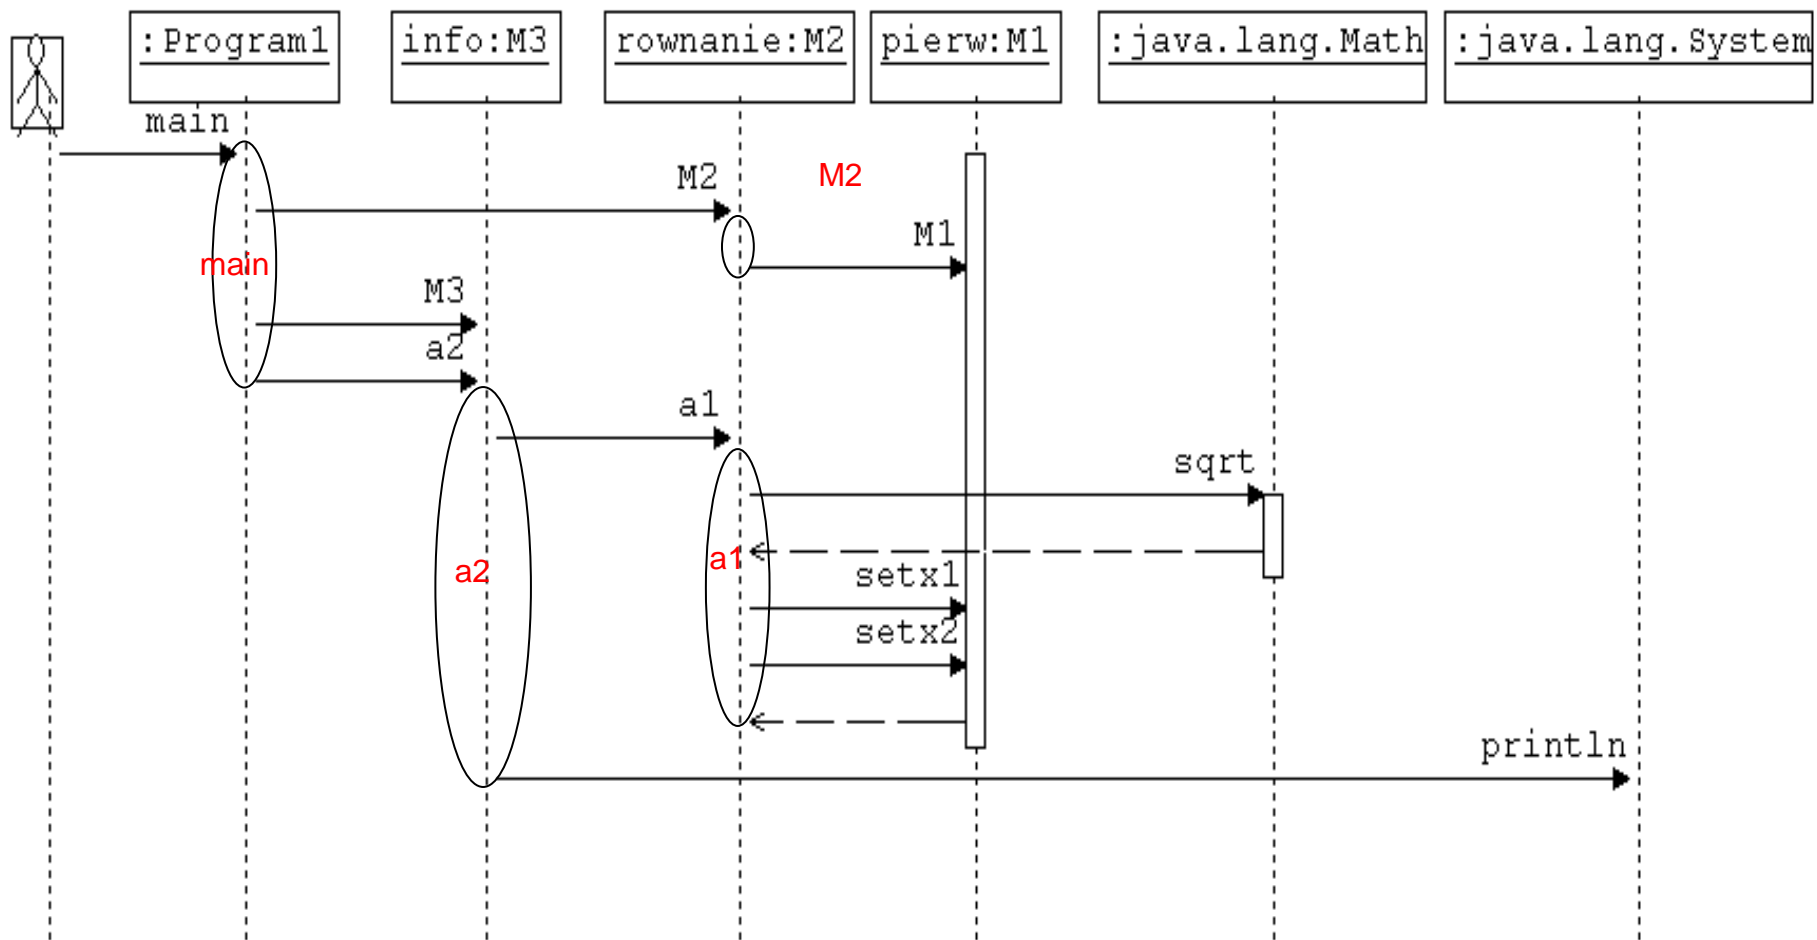 :Program1
info:M3
rownanie:M2
pierw:M1
:java.lang.Math
:java.lang.System
main
M2
M2
M1
main
M3
a2
a1
sqrt
a2
a1
setx1
setx2
println